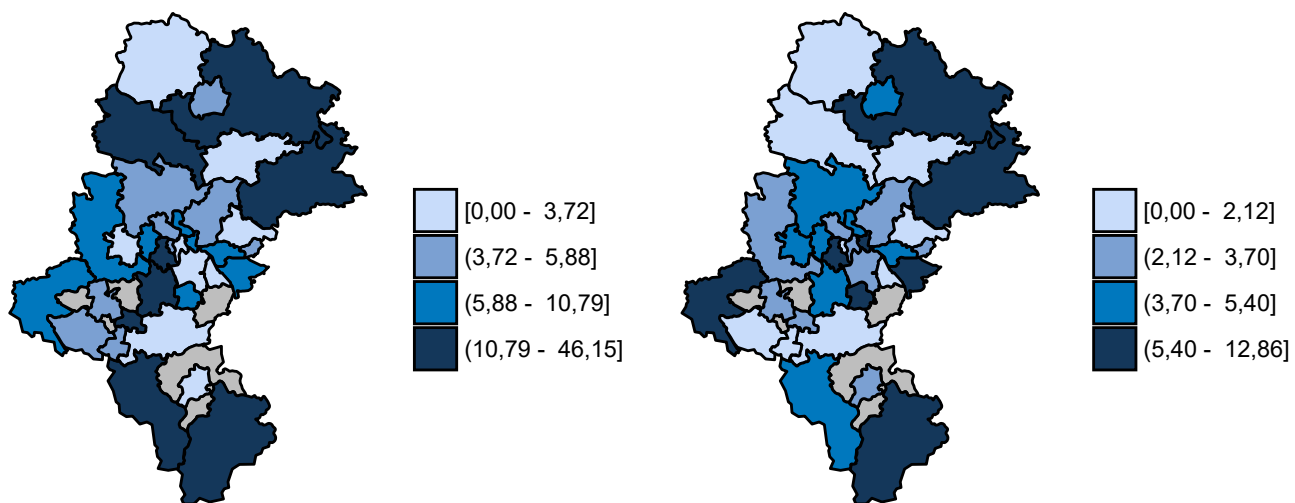 [0,00 - 3,72]
(3,72 - 5,88]
(5,88 - 10,79]
(10,79 - 46,15]
[0,00 - 2,12]
(2,12 - 3,70]
(3,70 - 5,40]
(5,40 - 12,86]